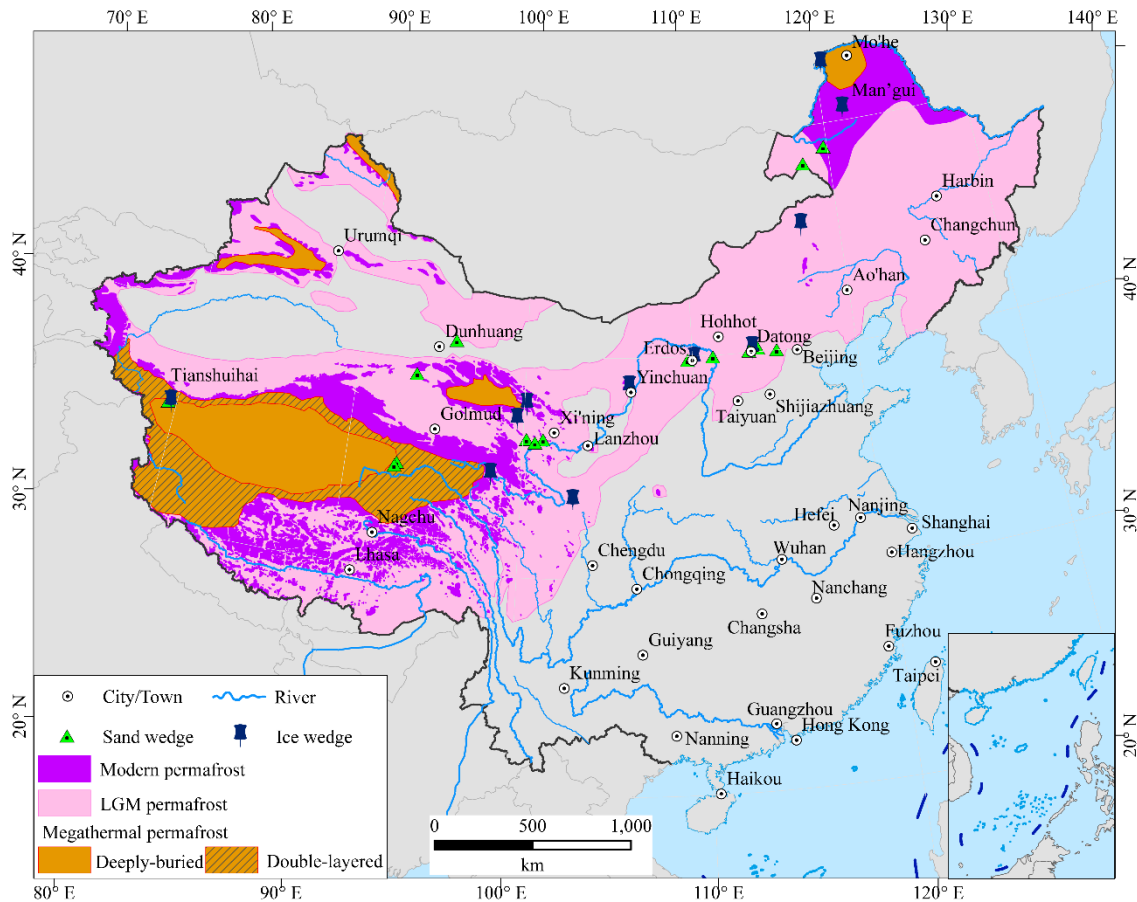 70° E 80° E 90° E 100° E 110° E 120° E 130° E 140° E
Mo'he
Man'gui
Harbin
Changchun
Urumqi
40° N
40° N
Ao'han
Hohhot
Datong
Dunhuang
Beijing
Erdos
Yinchuan
Tianshuihai
Taiyuan
Shijiazhuang
Golmud
Xi'ning
Lanzhou
30° N
30° N
Nagchu
Lhasa
Hefei
Nanjing
Shanghai
Hangzhou
Wuhan
Chengdu
Chongqing
Nanchang
Changsha
Guiyang
Fuzhou
Taipei
Kunming
20° N
20° N
Guangzhou
Hong Kong
Nanning
Haikou
City/Town
River
Sand wedge
Ice wedge
Modern permafrost
LGM permafrost
Megathermal permafrost
Deeply-buried
Double-layered
0 500 1,000
km
80° E 90° E 100° E 110° E 120° E